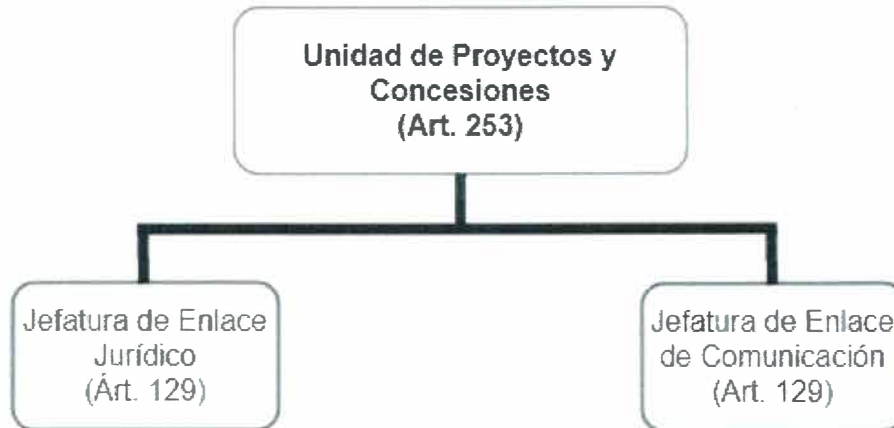 Unidad de Proyectos y
Concesiones
(Art. 253)
Jefatura de Enlace
Jurídico
(Árt. 129)
Jefatura de Enlace
de Comunicación
(Art. 129)